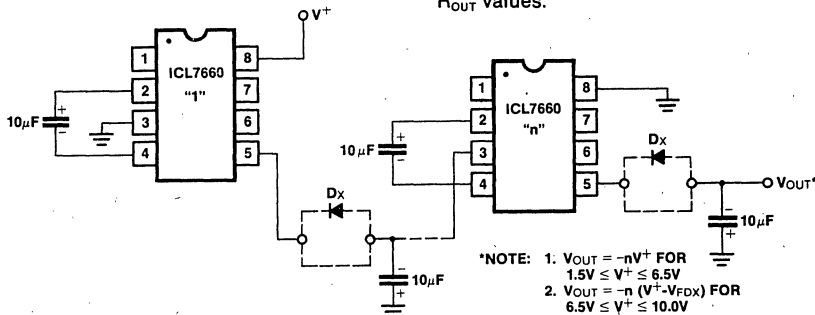 ROUT values.
V+
1
2
3
4
8
7
6
5
ICL7660
"1"
10µF
+
−
DX
10µF
−
+
1
2
3
4
8
7
6
5
ICL7660
"n"
10µF
+
−
DX
VOUT*
−
10µF
+
*NOTE: 1. VOUT = −nV+ FOR
1.5V ≤ V+ ≤ 6.5V
2. VOUT = −n (V+-VFDX) FOR
6.5V ≤ V+ ≤ 10.0V